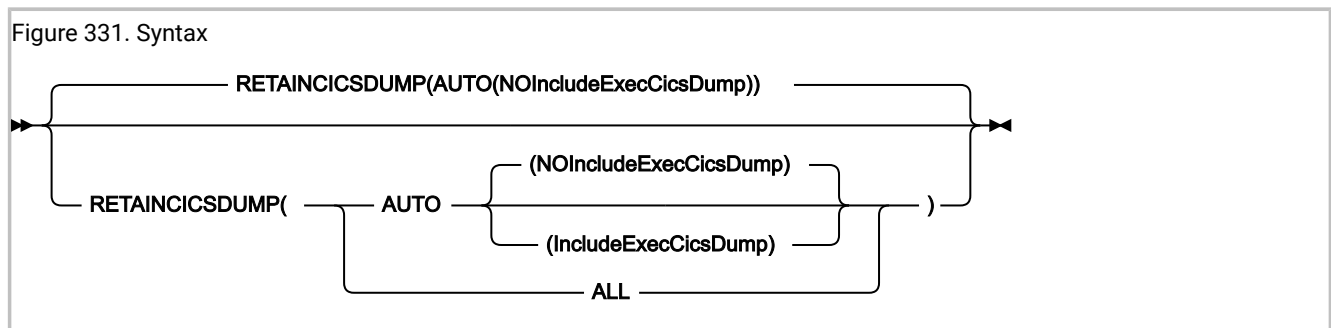 Figure 331. Syntax
RETAINCICSDUMP(AUTO(NOIncludeExecCicsDump))
(NOIncludeExecCicsDump)
RETAINCICSDUMP( AUTO )
(IncludeExecCicsDump)
ALL